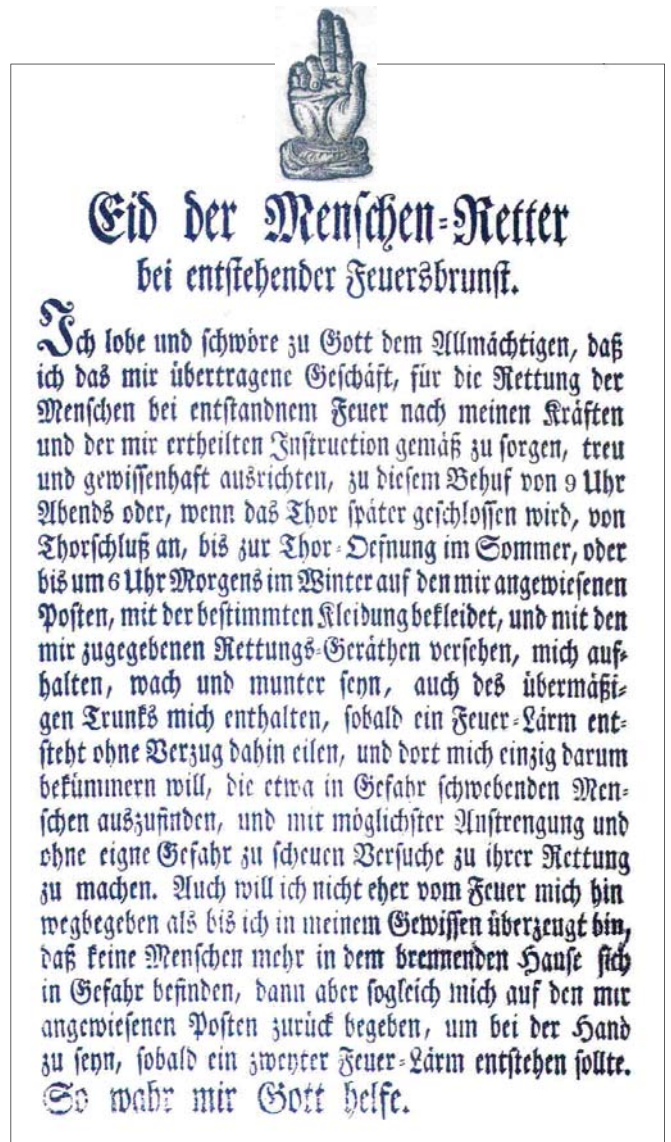 Eid der Menschen-Retter
bei entstehender Feuersbrunst.
Ich lobe und schwöre zu Gott dem Allmächtigen, daß
ich das mir übertragene Geschäft, für die Rettung der
Menschen bei entstandnem Feuer nach meinen Kräften
und der mir ertheilten Instruction gemäß zu sorgen, treu
und gewissenhaft ausrichten, zu diesem Behuf von 9 Uhr
Abends oder, wenn das Thor später geschlossen wird, von
Thorschluß an, bis zur Thor-Oefnung im Sommer, oder
bis um 6 Uhr Morgens im Winter auf den mir angewiesenen
Posten, mit der bestimmten Kleidung bekleidet, und mit den
mir zugegebenen Rettungs-Geräthen versehen, mich auf-
halten, wach und munter seyn, auch des übermäßi-
gen Trunks mich enthalten, sobald ein Feuer-Lärm ent-
steht ohne Verzug dahin eilen, und dort mich einzig darum
bekümmern will, die etwa in Gefahr schwebenden Men-
schen auszufinden, und mit möglichster Anstrengung und
ohne eigne Gefahr zu scheuen Versuche zu ihrer Rettung
zu machen. Auch will ich nicht eher vom Feuer mich hin
wegbegeben als bis ich in meinem Gewissen überzeugt bin,
daß keine Menschen mehr in dem brennenden Hause sich
in Gefahr befinden, dann aber sogleich mich auf den mir
angewiesenen Posten zurück begeben, um bei der Hand
zu seyn, sobald ein zweyter Feuer-Lärm entstehen sollte.
So wahr mir Gott helfe.